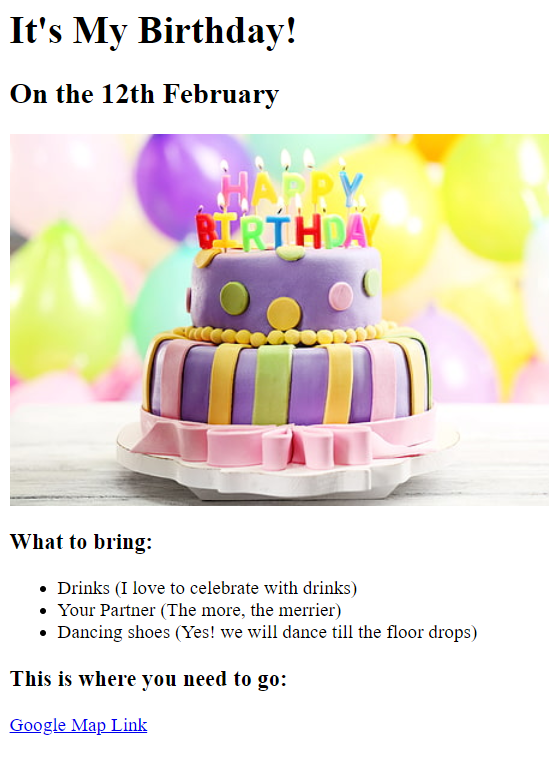 It's My Birthday!
On the 12th February
HAPPY
BIRTHDAY
What to bring:
Drinks (I love to celebrate with drinks)
Your Partner (The more, the merrier)
Dancing shoes (Yes! we will dance till the floor drops)
This is where you need to go:
Google Map Link